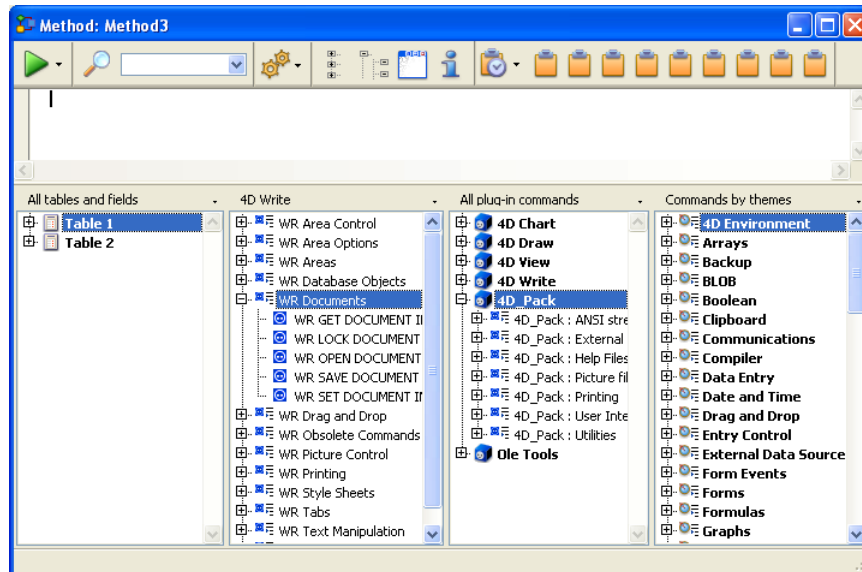 Method: Method3
All tables and fields
Table 1
Table 2
4D Write
WR Area Control
WR Area Options
WR Areas
WR Database Objects
WR Documents
WR GET DOCUMENT II
WR LOCK DOCUMENT
WR OPEN DOCUMENT
WR SAVE DOCUMENT
WR SET DOCUMENT II
WR Drag and Drop
WR Obsolete Commands
WR Picture Control
WR Printing
WR Style Sheets
WR Tabs
WR Text Manipulation
All plug-in commands
4D Chart
4D Draw
4D View
4D Write
4D_Pack
4D_Pack : ANSI stre
4D_Pack : External
4D_Pack : Help Files
4D_Pack : Picture fil
4D_Pack : Printing
4D_Pack : User Inte
4D_Pack : Utilities
Ole Tools
Commands by themes
4D Environment
Arrays
Backup
BLOB
Boolean
Clipboard
Communications
Compiler
Data Entry
Date and Time
Drag and Drop
Entry Control
External Data Source
Form Events
Forms
Formulas
Graphs